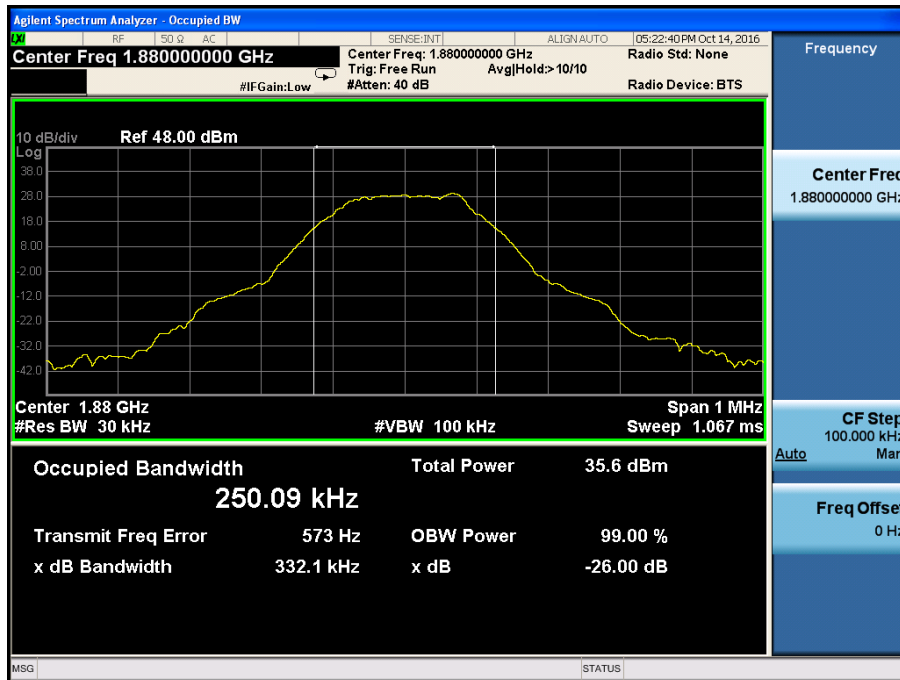 Agilent Spectrum Analyzer - Occupied BW
LXI RF 50 Ω AC SENSE:INT ALIGN AUTO 05:22:40 PM Oct 14, 2016
Center Freq 1.880000000 GHz
Center Freq: 1.880000000 GHz
Radio Std: None
Trig: Free Run Avg|Hold:> 10/10
#IFGain:Low
#Atten: 40 dB
Radio Device: BTS
10 dB/div Ref 48.00 dBm
Log
38.0
28.0
18.0
8.00
-2.00
-12.0
-22.0
-32.0
-42.0
Center 1.88 GHz Span 1 MHz
#Res BW 30 kHz #VBW 100 kHz Sweep 1.067 ms
Occupied Bandwidth Total Power 35.6 dBm
250.09 kHz
Transmit Freq Error 573 Hz OBW Power 99.00 %
x dB Bandwidth 332.1 kHz x dB -26.00 dB
MSG STATUS
Frequency
Center Freq
1.880000000 GHz
CF Step
100.000 kHz
Auto Man
Freq Offset
0 Hz